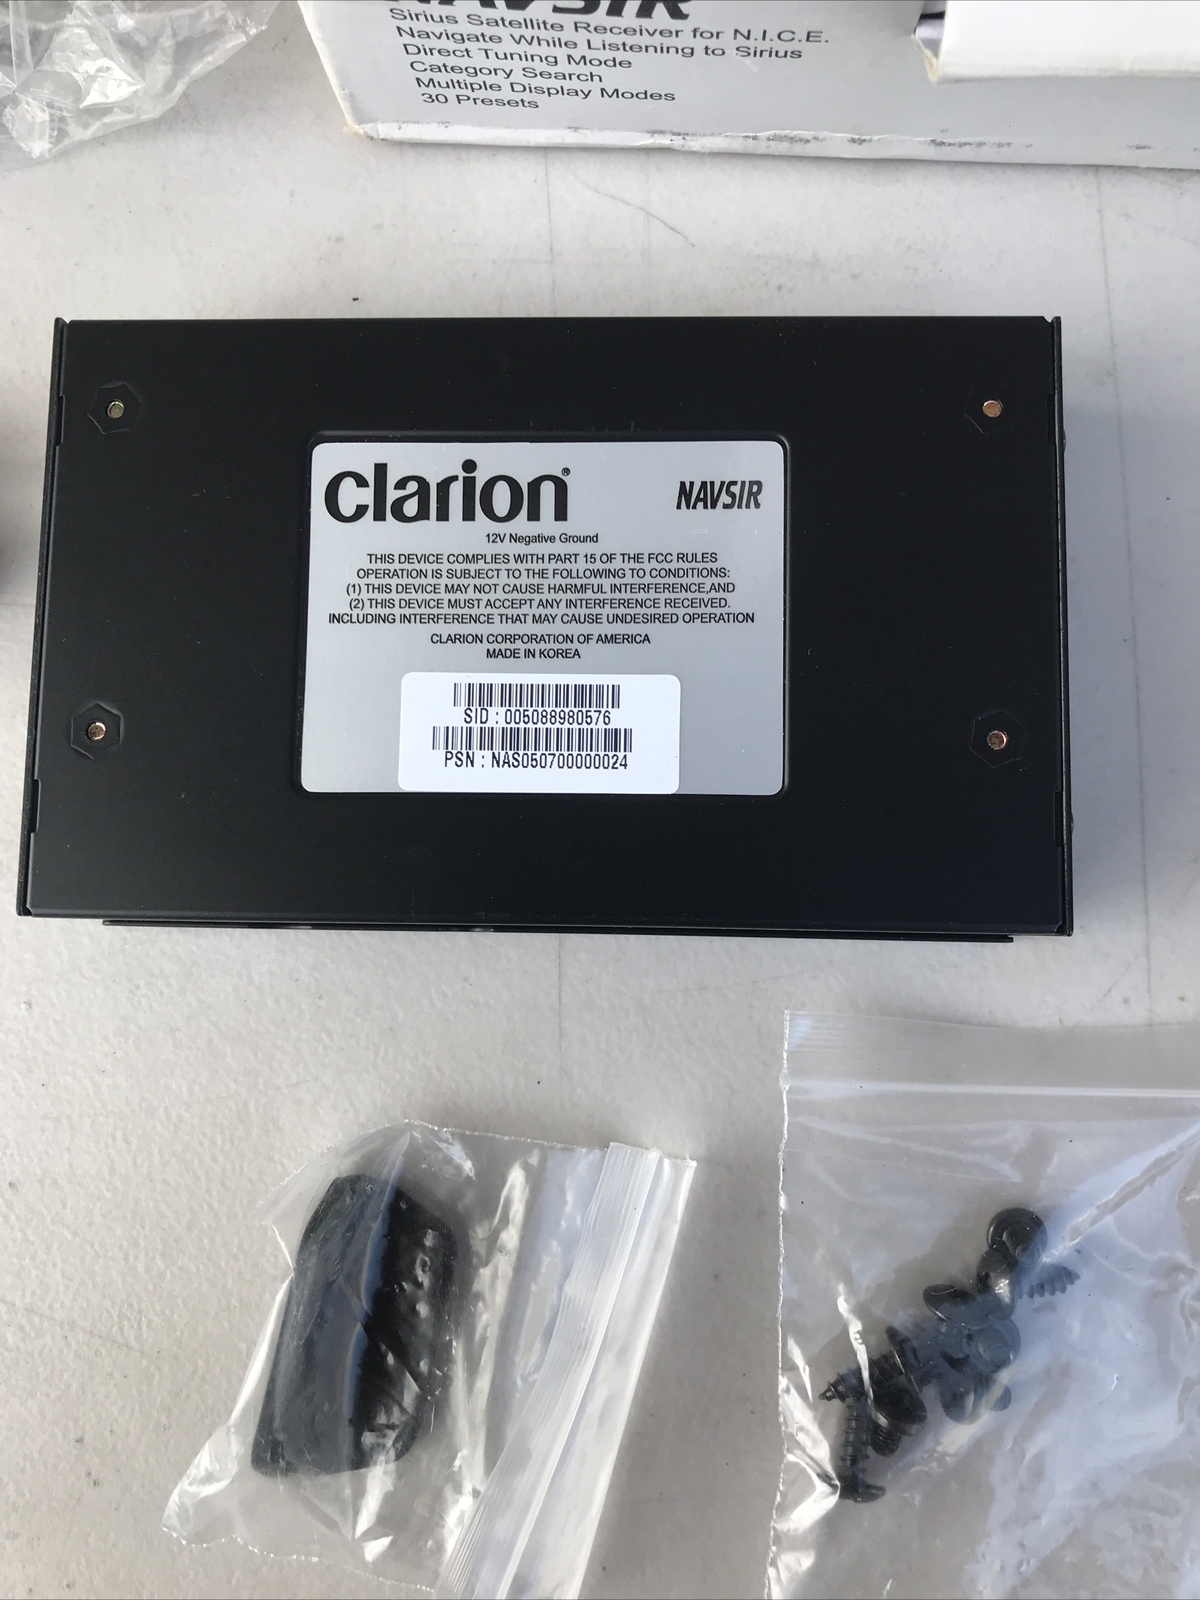 NAVSIR
Sirius Satellite Receiver for N.I.C.E.
Navigate While Listening to Sirius
Direct Tuning Mode
Category Search
Multiple Display Modes
30 Presets
Clarion®
NAVSIR
12V Negative Ground
THIS DEVICE COMPLIES WITH PART 15 OF THE FCC RULES
OPERATION IS SUBJECT TO THE FOLLOWING TO CONDITIONS:
(1) THIS DEVICE MAY NOT CAUSE HARMFUL INTERFERENCE,AND
(2) THIS DEVICE MUST ACCEPT ANY INTERFERENCE RECEIVED.
INCLUDING INTERFERENCE THAT MAY CAUSE UNDESIRED OPERATION
CLARION CORPORATION OF AMERICA
MADE IN KOREA
SID : 005088980576
PSN : NAS050700000024